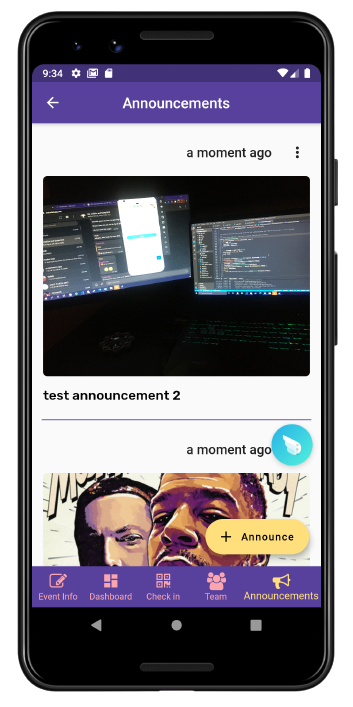 9:34
Announcements
a moment ago
test announcement 2
a moment ago
+ Announce
Event Info
Dashboard
Check in
Team
Announcements